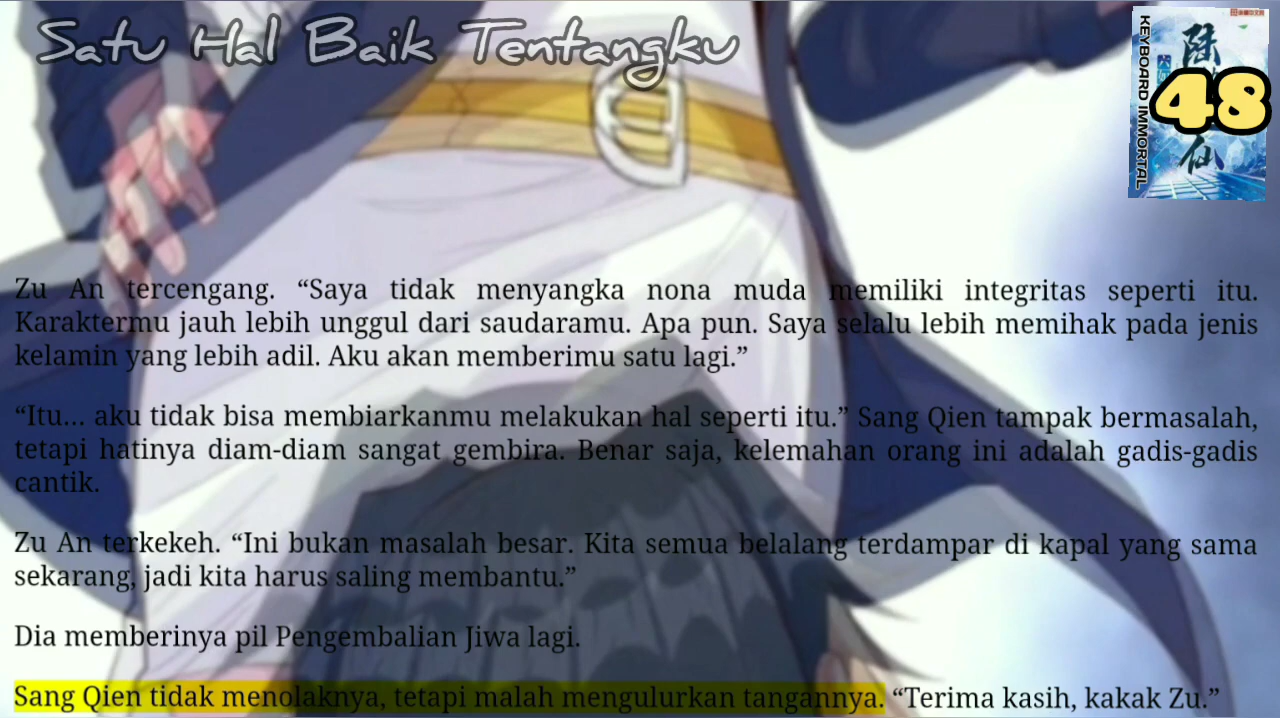 Satu Hal Baik Tentangku
KEYBOARD IMMORTAL
陆
仙
48
Zu An tercengang. “Saya tidak menyangka nona muda memiliki integritas seperti itu.
Karaktermu jauh lebih unggul dari saudaramu. Apa pun. Saya selalu lebih memihak pada jenis
kelamin yang lebih adil. Aku akan memberimu satu lagi.”
“Itu… aku tidak bisa membiarkanmu melakukan hal seperti itu.” Sang Qien tampak bermasalah,
tetapi hatinya diam-diam sangat gembira. Benar saja, kelemahan orang ini adalah gadis-gadis
cantik.
Zu An terkekeh. “Ini bukan masalah besar. Kita semua belalang terdampar di kapal yang sama
sekarang, jadi kita harus saling membantu.”
Dia memberinya pil Pengembalian Jiwa lagi.
Sang Qien tidak menolaknya, tetapi malah mengulurkan tangannya. “Terima kasih, kakak Zu.”